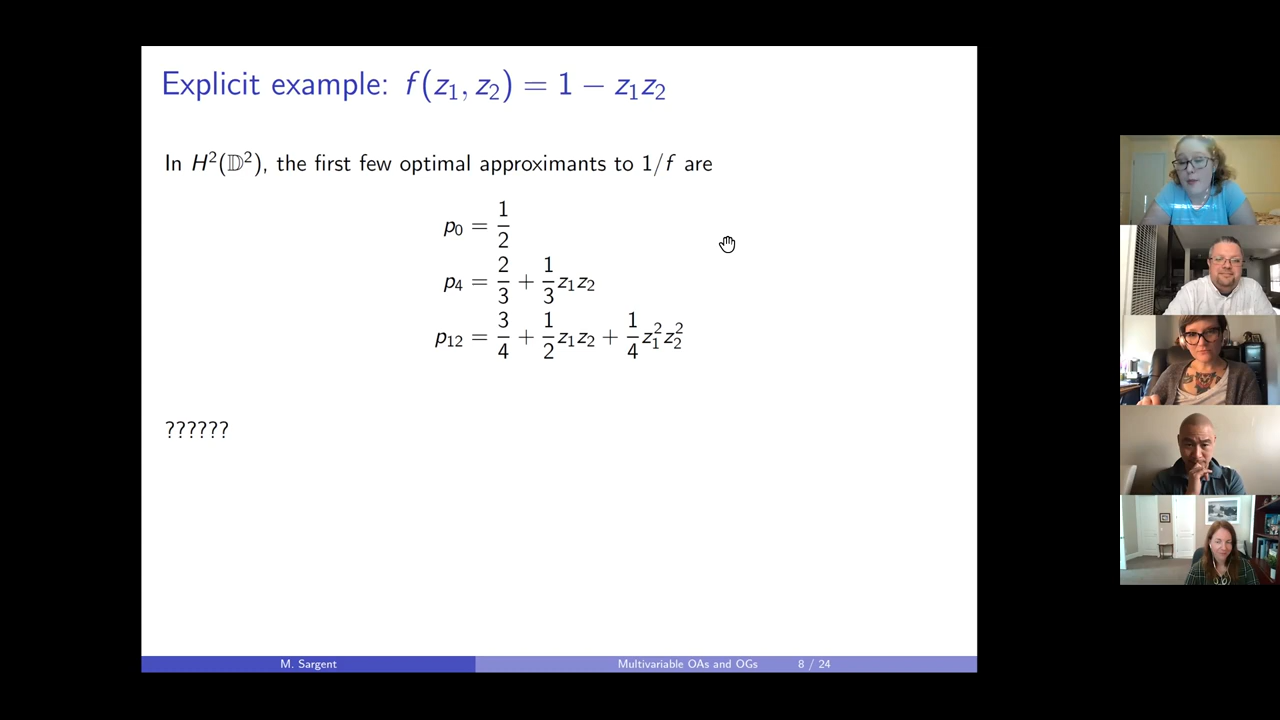 Explicit example: f(z₁, z₂) = 1 − z₁z₂
In H²(𝔻²), the first few optimal approximants to 1/f are
p₀ = 1/2
p₄ = 2/3 + 1/3 z₁z₂
p₁₂ = 3/4 + 1/2 z₁z₂ + 1/4 z₁²z₂²
??????
M. Sargent Multivariable OAs and OGs 8 / 24